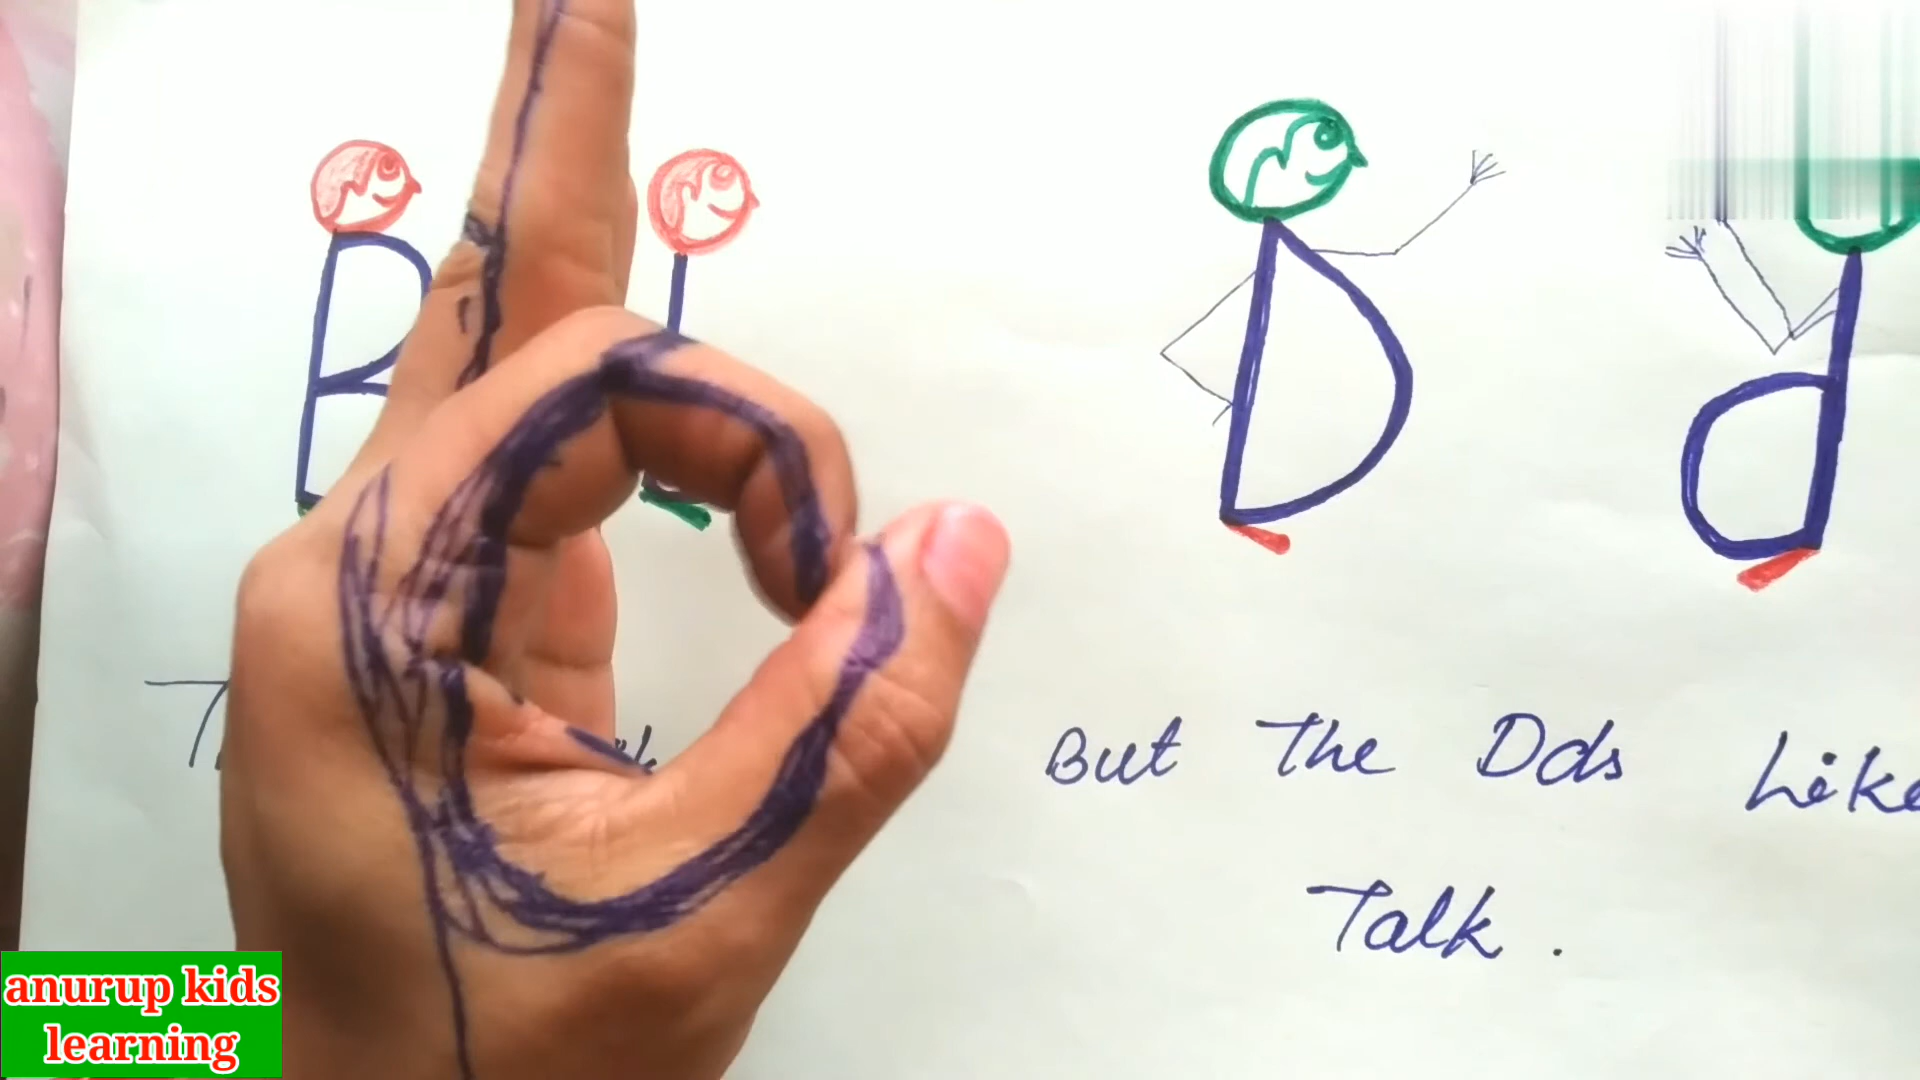 B
D d
But The Dds Like
Talk .
anurup kids
learning